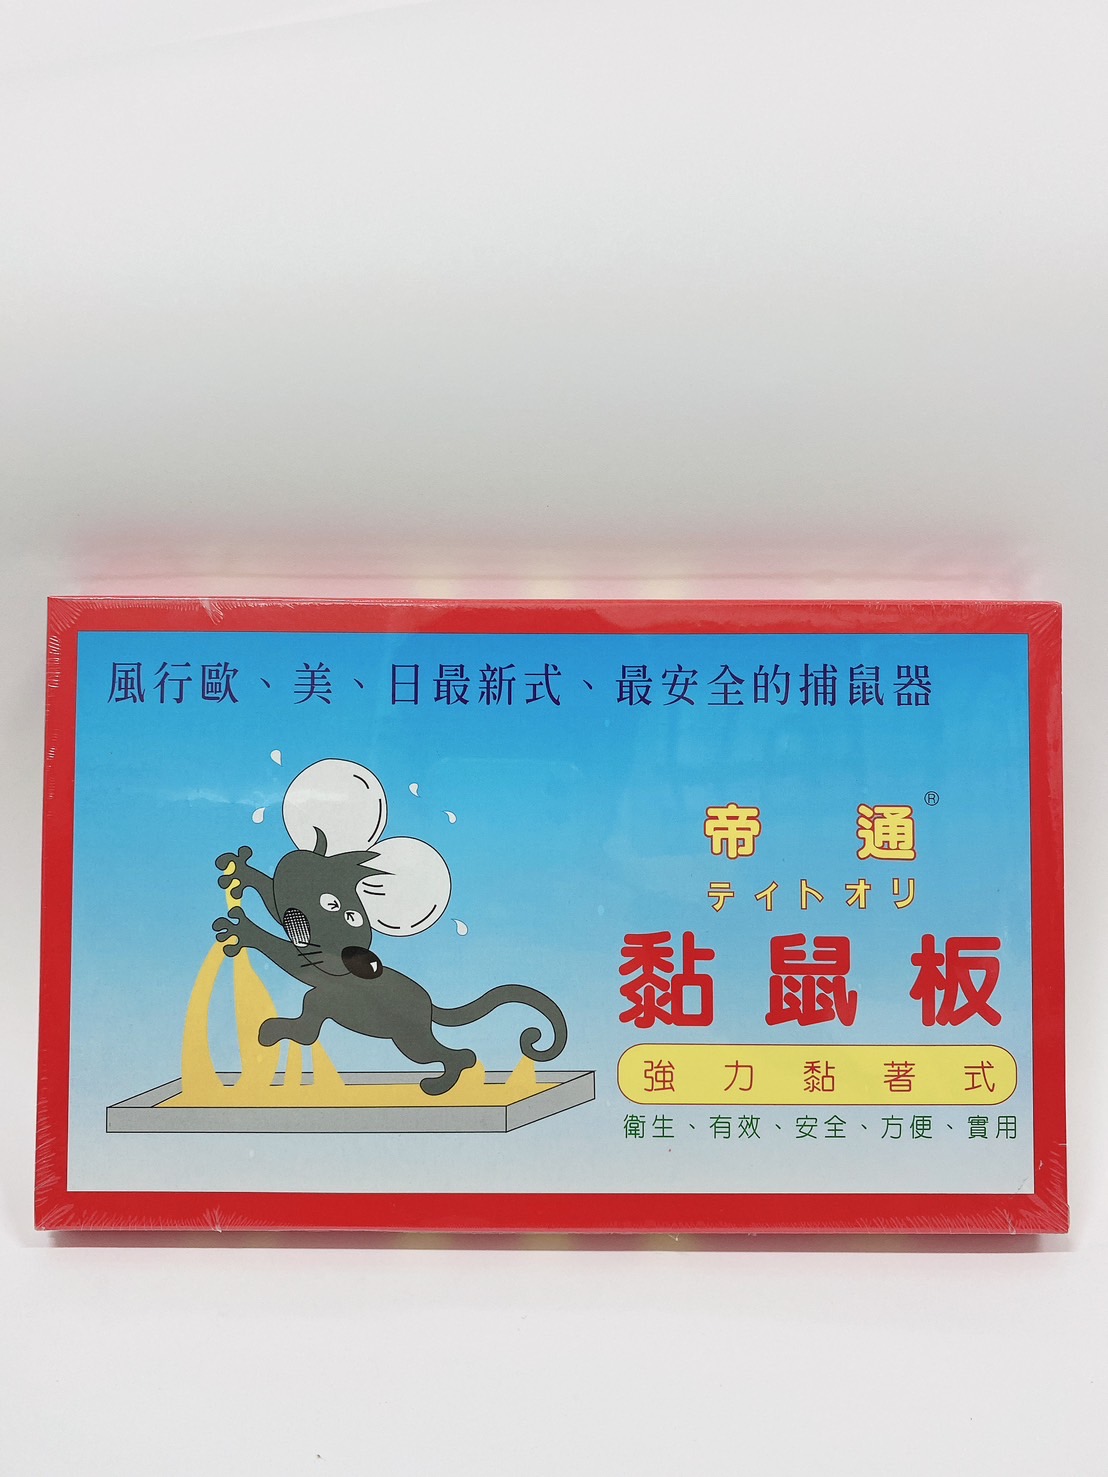 風行歐、美、日最新式、最安全的捕鼠器
帝通®
テイトオリ
黏鼠板
強力黏著式
衛生、有效、安全、方便、實用